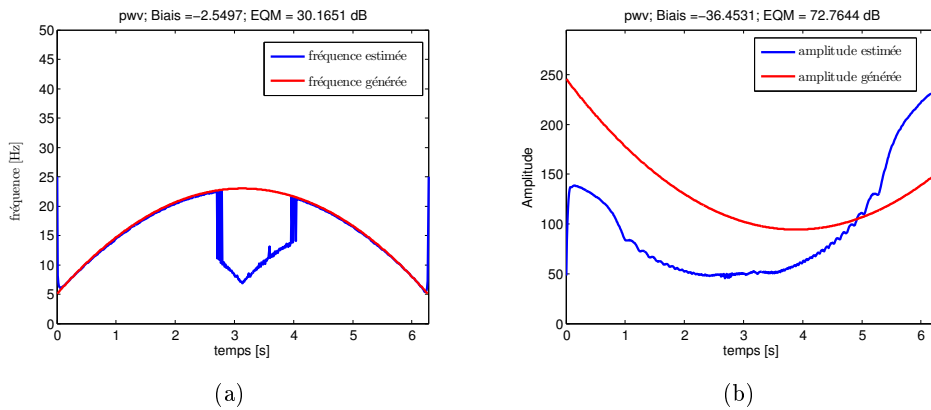 pwv; Biais =−2.5497; EQM = 30.1651 dB
50
45
40
35
30
25
20
15
10
5
0
fréquence [Hz]
fréquence estimée
fréquence générée
0 1 2 3 4 5 6
temps [s]
(a)
pwv; Biais =−36.4531; EQM = 72.7644 dB
250
200
150
100
50
0
Amplitude
amplitude estimée
amplitude générée
0 1 2 3 4 5 6
temps [s]
(b)